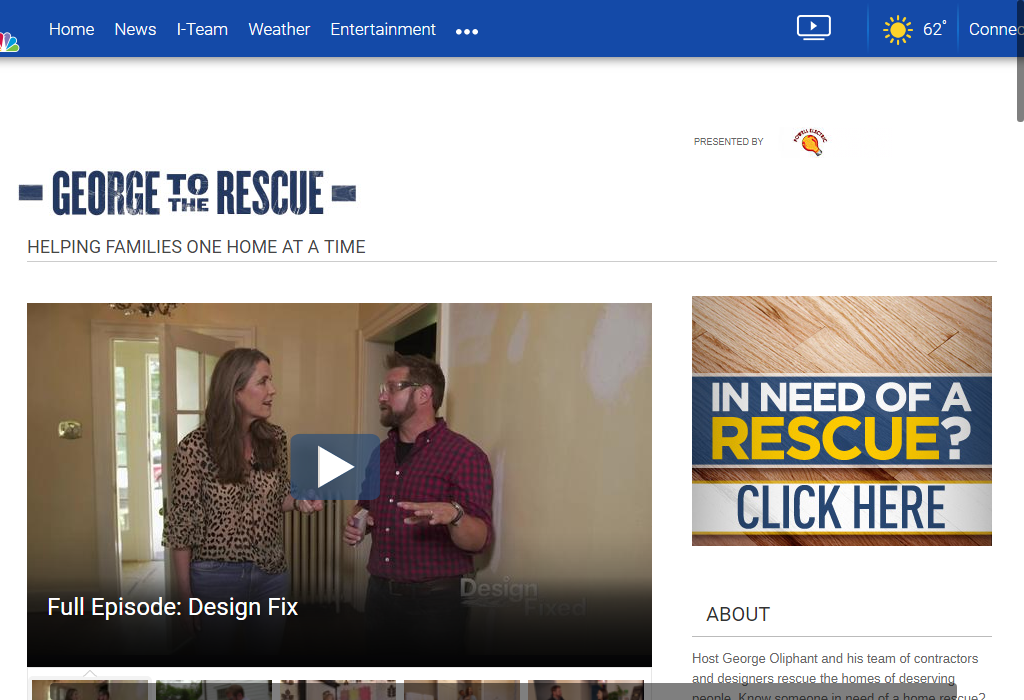 Home News I-Team Weather Entertainment
62° Connec
PRESENTED BY
POWELL ELECTRIC
GEORGE TO THE RESCUE
HELPING FAMILIES ONE HOME AT A TIME
IN NEED OF A
RESCUE?
CLICK HERE
Design
Fixed
Full Episode: Design Fix
ABOUT
Host George Oliphant and his team of contractors
and designers rescue the homes of deserving
people. Know someone in need of a home rescue?